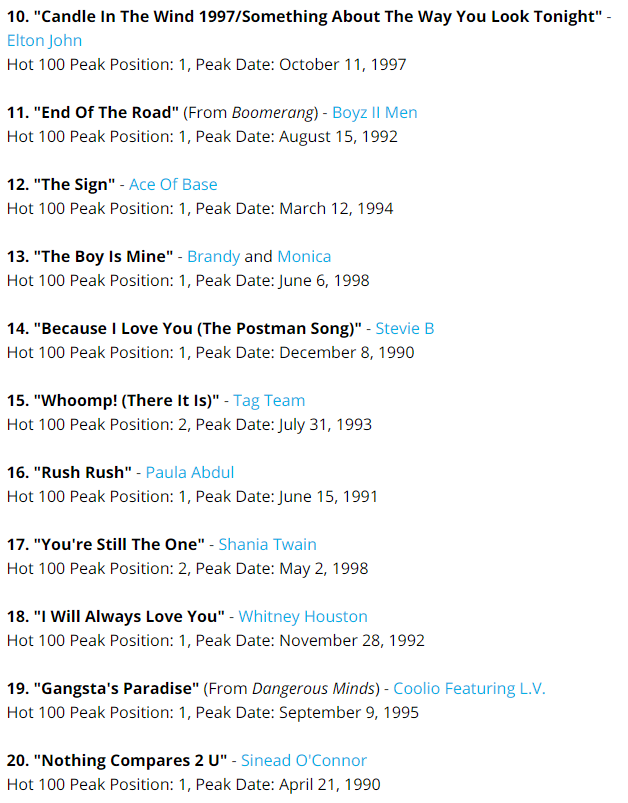 10. "Candle In The Wind 1997/Something About The Way You Look Tonight" -
Elton John
Hot 100 Peak Position: 1, Peak Date: October 11, 1997
11. "End Of The Road" (From Boomerang) - Boyz II Men
Hot 100 Peak Position: 1, Peak Date: August 15, 1992
12. "The Sign" - Ace Of Base
Hot 100 Peak Position: 1, Peak Date: March 12, 1994
13. "The Boy Is Mine" - Brandy and Monica
Hot 100 Peak Position: 1, Peak Date: June 6, 1998
14. "Because I Love You (The Postman Song)" - Stevie B
Hot 100 Peak Position: 1, Peak Date: December 8, 1990
15. "Whoomp! (There It Is)" - Tag Team
Hot 100 Peak Position: 2, Peak Date: July 31, 1993
16. "Rush Rush" - Paula Abdul
Hot 100 Peak Position: 1, Peak Date: June 15, 1991
17. "You're Still The One" - Shania Twain
Hot 100 Peak Position: 2, Peak Date: May 2, 1998
18. "I Will Always Love You" - Whitney Houston
Hot 100 Peak Position: 1, Peak Date: November 28, 1992
19. "Gangsta's Paradise" (From Dangerous Minds) - Coolio Featuring L.V.
Hot 100 Peak Position: 1, Peak Date: September 9, 1995
20. "Nothing Compares 2 U" - Sinead O'Connor
Hot 100 Peak Position: 1, Peak Date: April 21, 1990